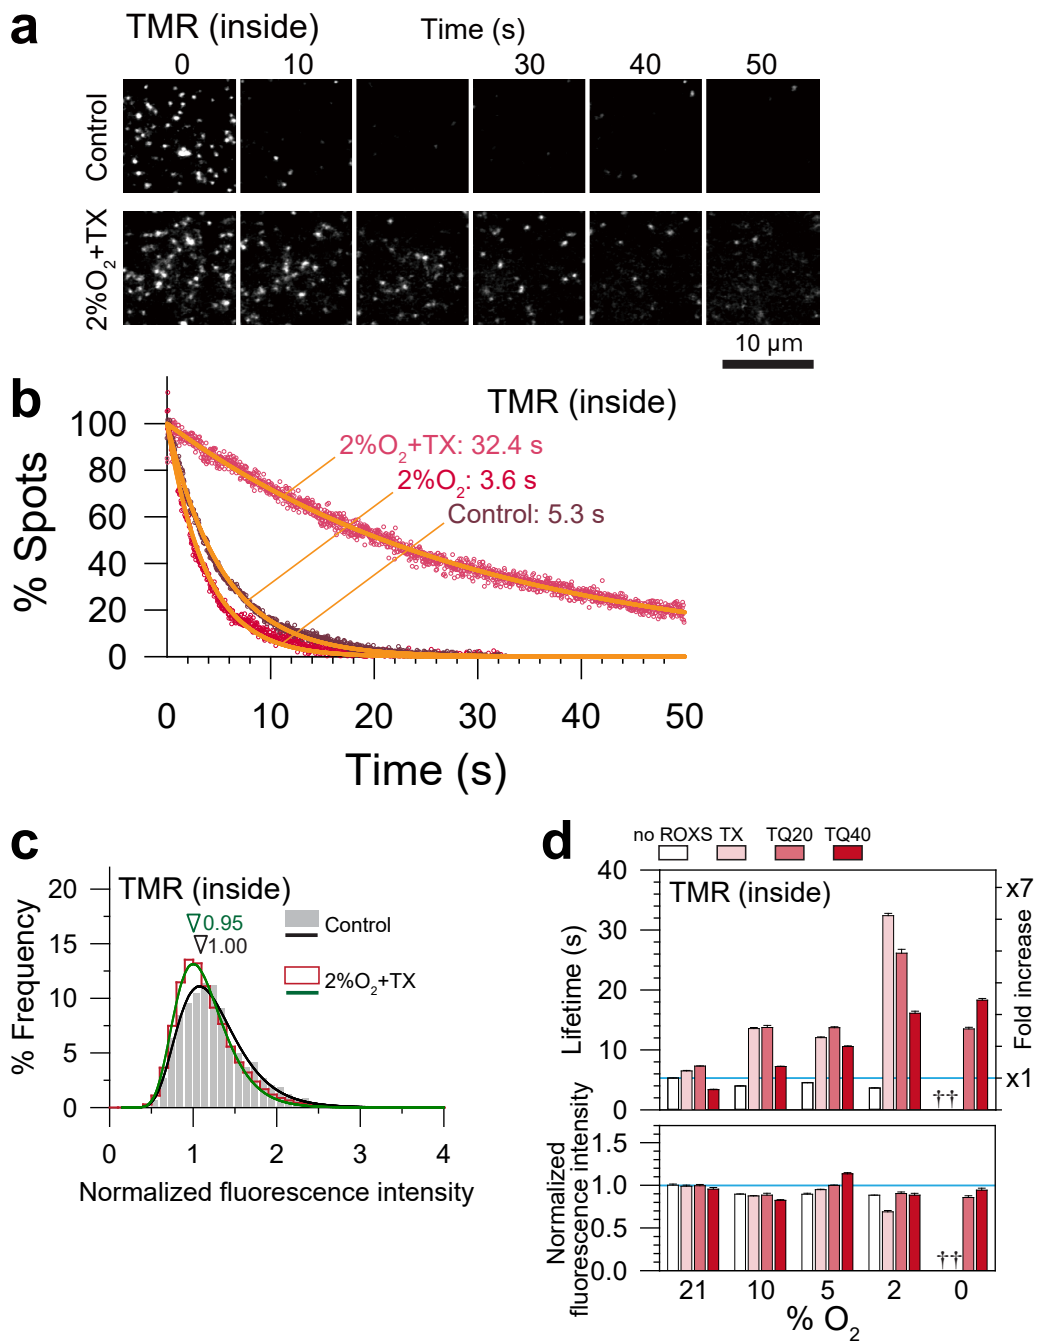 a
TMR (inside)
Time (s)
0 10 30 40 50
Control
2%O₂+TX
10 µm
b
TMR (inside)
2%O₂+TX: 32.4 s
2%O₂: 3.6 s
Control: 5.3 s
% Spots
100
80
60
40
20
0
0 10 20 30 40 50
Time (s)
c
TMR (inside)
% Frequency
20
15
10
5
0
▽0.95
▽1.00
Control
2%O₂+TX
0 1 2 3 4
Normalized fluorescence intensity
d
no ROXS TX TQ20 TQ40
TMR (inside)
Lifetime (s)
40
30
20
10
0
x7
x1
Fold increase
††
Normalized
fluorescence intensity
1.5
1.0
0.5
0.0
††
21 10 5 2 0
% O₂